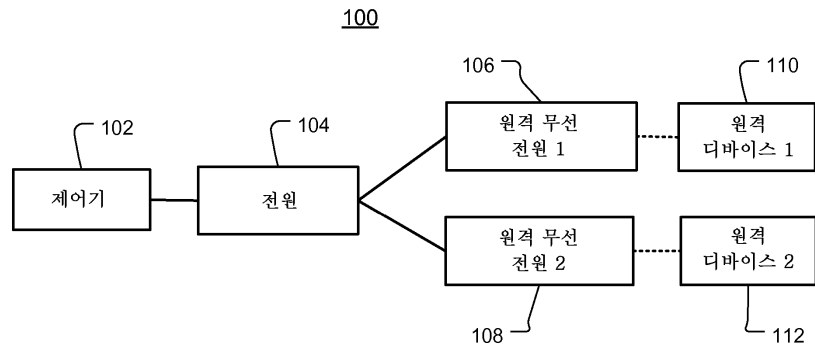 100
106
110
102
104
원격 무선
전원 1
원격
디바이스 1
제어기
전원
원격 무선
전원 2
원격
디바이스 2
108
112